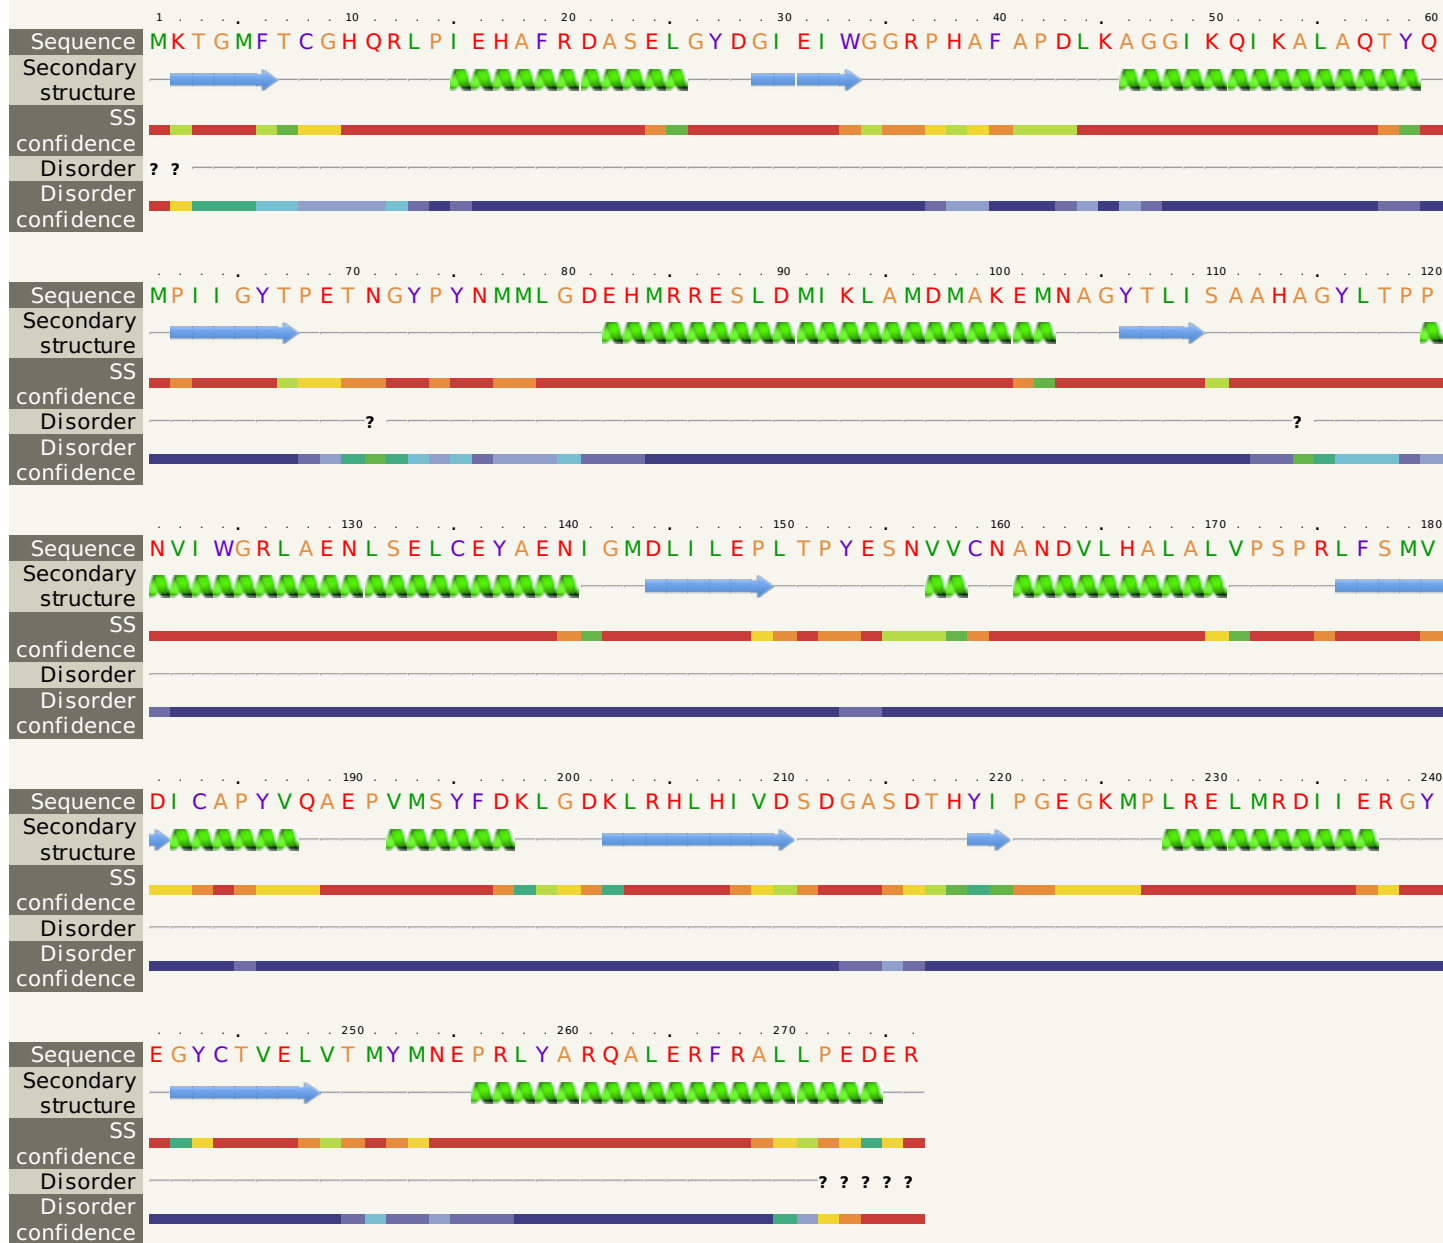 1 . . . . 10 . . . . 20 . . . . 30 . . . . 40 . . . . 50 . . . . 60
Sequence M K T G M F T C G H Q R L P I E H A F R D A S E L G Y D G I E I W G G R P H A F A P D L K A G G I K Q I K A L A Q T Y Q
Secondary
structure
SS
confidence
Disorder ? ?
Disorder
confidence
. . . . 70 . . . . 80 . . . . 90 . . . . 100 . . . . 110 . . . . 120
Sequence M P I I G Y T P E T N G Y P Y N M M L G D E H M R R E S L D M I K L A M D M A K E M N A G Y T L I S A A H A G Y L T P P
Secondary
structure
SS
confidence
Disorder ? ?
Disorder
confidence
. . . . 130 . . . . 140 . . . . 150 . . . . 160 . . . . 170 . . . . 180
Sequence N V I W G R L A E N L S E L C E Y A E N I G M D L I L E P L T P Y E S N V V C N A N D V L H A L A L V P S P R L F S M V
Secondary
structure
SS
confidence
Disorder
Disorder
confidence
. . . . 190 . . . . 200 . . . . 210 . . . . 220 . . . . 230 . . . . 240
Sequence D I C A P Y V Q A E P V M S Y F D K L G D K L R H L H I V D S D G A S D T H Y I P G E G K M P L R E L M R D I I E R G Y
Secondary
structure
SS
confidence
Disorder
Disorder
confidence
. . . . 250 . . . . 260 . . . . 270 . . . .
Sequence E G Y C T V E L V T M Y M N E P R L Y A R Q A L E R F R A L L P E D E R
Secondary
structure
SS
confidence
Disorder ? ? ? ? ?
Disorder
confidence